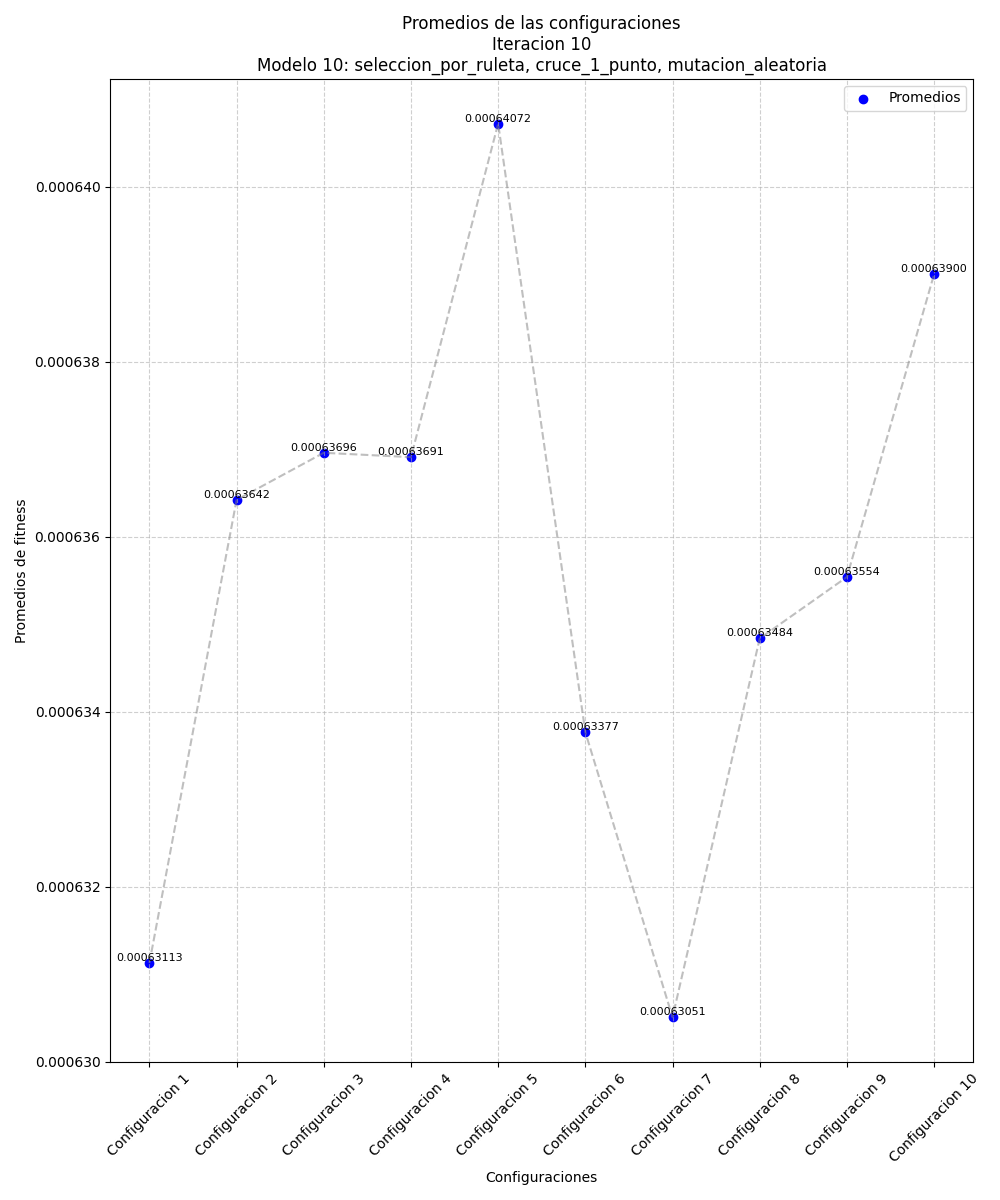 Promedios de las configuraciones
Iteracion 10
Modelo 10: seleccion_por_ruleta, cruce_1_punto, mutacion_aleatoria
Promedios
0.00064072
0.000640
0.00063900
0.000638
0.00063696
0.00063691
0.00063642
0.000636
0.00063554
0.00063484
0.000634
0.00063377
0.000632
0.00063113
0.00063051
0.000630
Promedios de fitness
Configuracion 1
Configuracion 2
Configuracion 3
Configuracion 4
Configuracion 5
Configuracion 6
Configuracion 7
Configuracion 8
Configuracion 9
Configuracion 10
Configuraciones